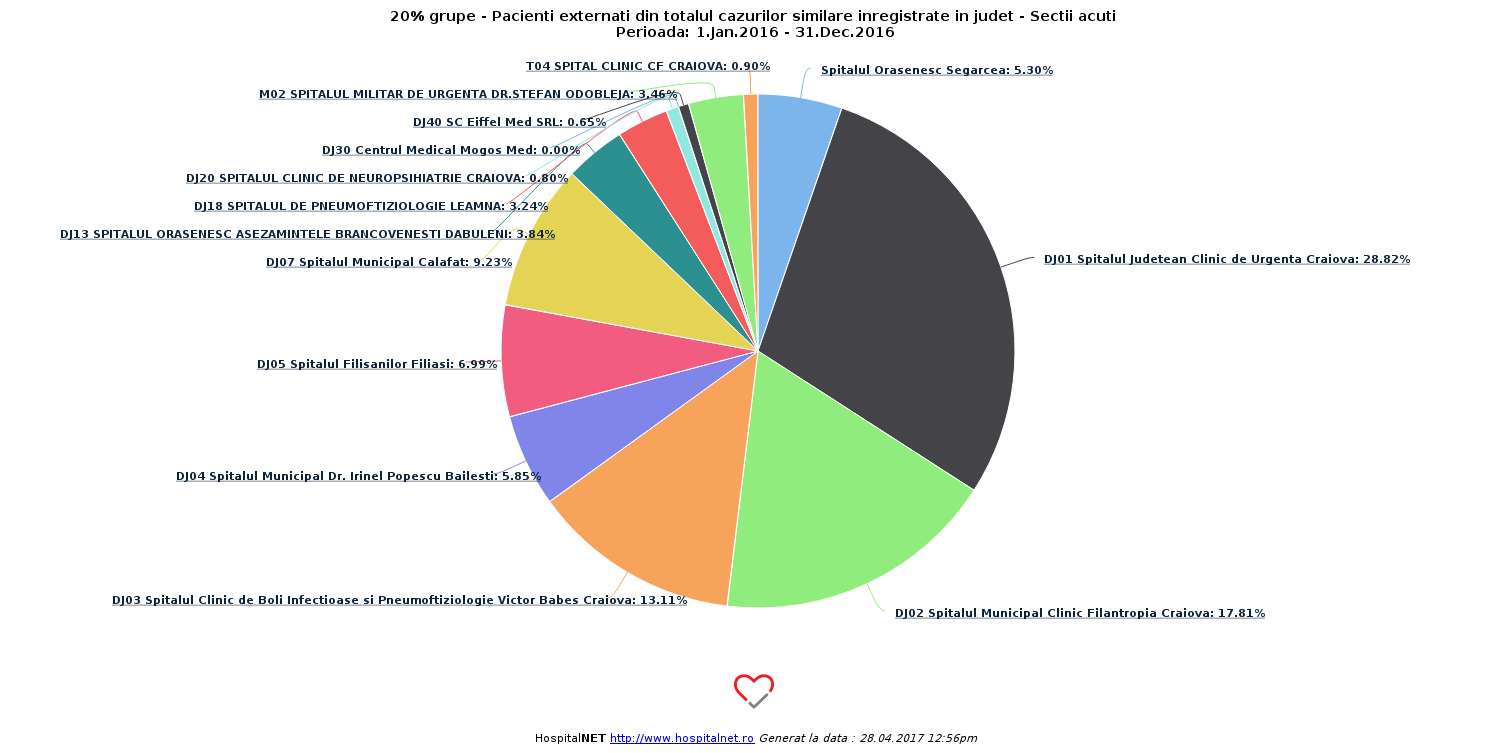 20% grupe - Pacienti externati din totalul cazurilor similare inregistrate in judet - Sectii acuti
Perioada: 1.Jan.2016 - 31.Dec.2016
T04 SPITAL CLINIC CF CRAIOVA: 0.90%
Spitalul Orasenesc Segarcea: 5.30%
M02 SPITALUL MILITAR DE URGENTA DR.STEFAN ODOBLEJA: 3.46%
DJ40 SC Eiffel Med SRL: 0.65%
DJ30 Centrul Medical Mogos Med: 0.00%
DJ20 SPITALUL CLINIC DE NEUROPSIHIATRIE CRAIOVA: 0.80%
DJ18 SPITALUL DE PNEUMOFTIZIOLOGIE LEAMNA: 3.24%
DJ13 SPITALUL ORASENESC ASEZAMINTELE BRANCOVENESTI DABULENI: 3.84%
DJ01 Spitalul Judetean Clinic de Urgenta Craiova: 28.82%
DJ07 Spitalul Municipal Calafat: 9.23%
DJ05 Spitalul Filisanilor Filiasi: 6.99%
DJ04 Spitalul Municipal Dr. Irinel Popescu Bailesti: 5.85%
DJ03 Spitalul Clinic de Boli Infectioase si Pneumoftiziologie Victor Babes Craiova: 13.11%
DJ02 Spitalul Municipal Clinic Filantropia Craiova: 17.81%
HospitalNET http://www.hospitalnet.ro Generat la data : 28.04.2017 12:56pm